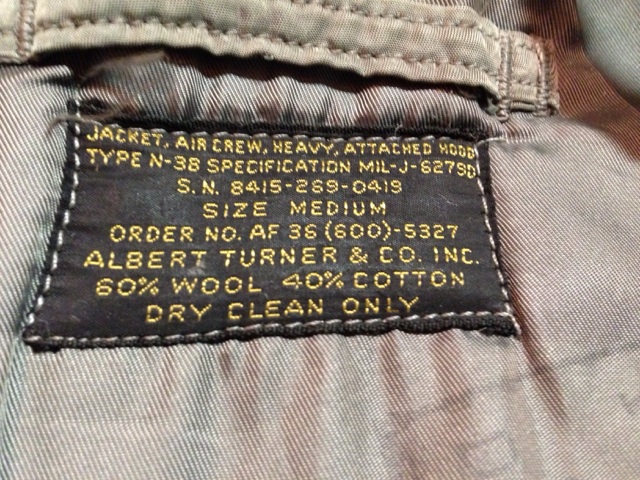 JACKET, AIR CREW, HEAVY, ATTACHED HOOD
TYPE N-3B SPECIFICATION MIL-J-6279D
S.N. 8415-269-0419
SIZE MEDIUM
ORDER NO. AF 36 (600)-5327
ALBERT TURNER & CO. INC.
60% WOOL 40% COTTON
DRY CLEAN ONLY